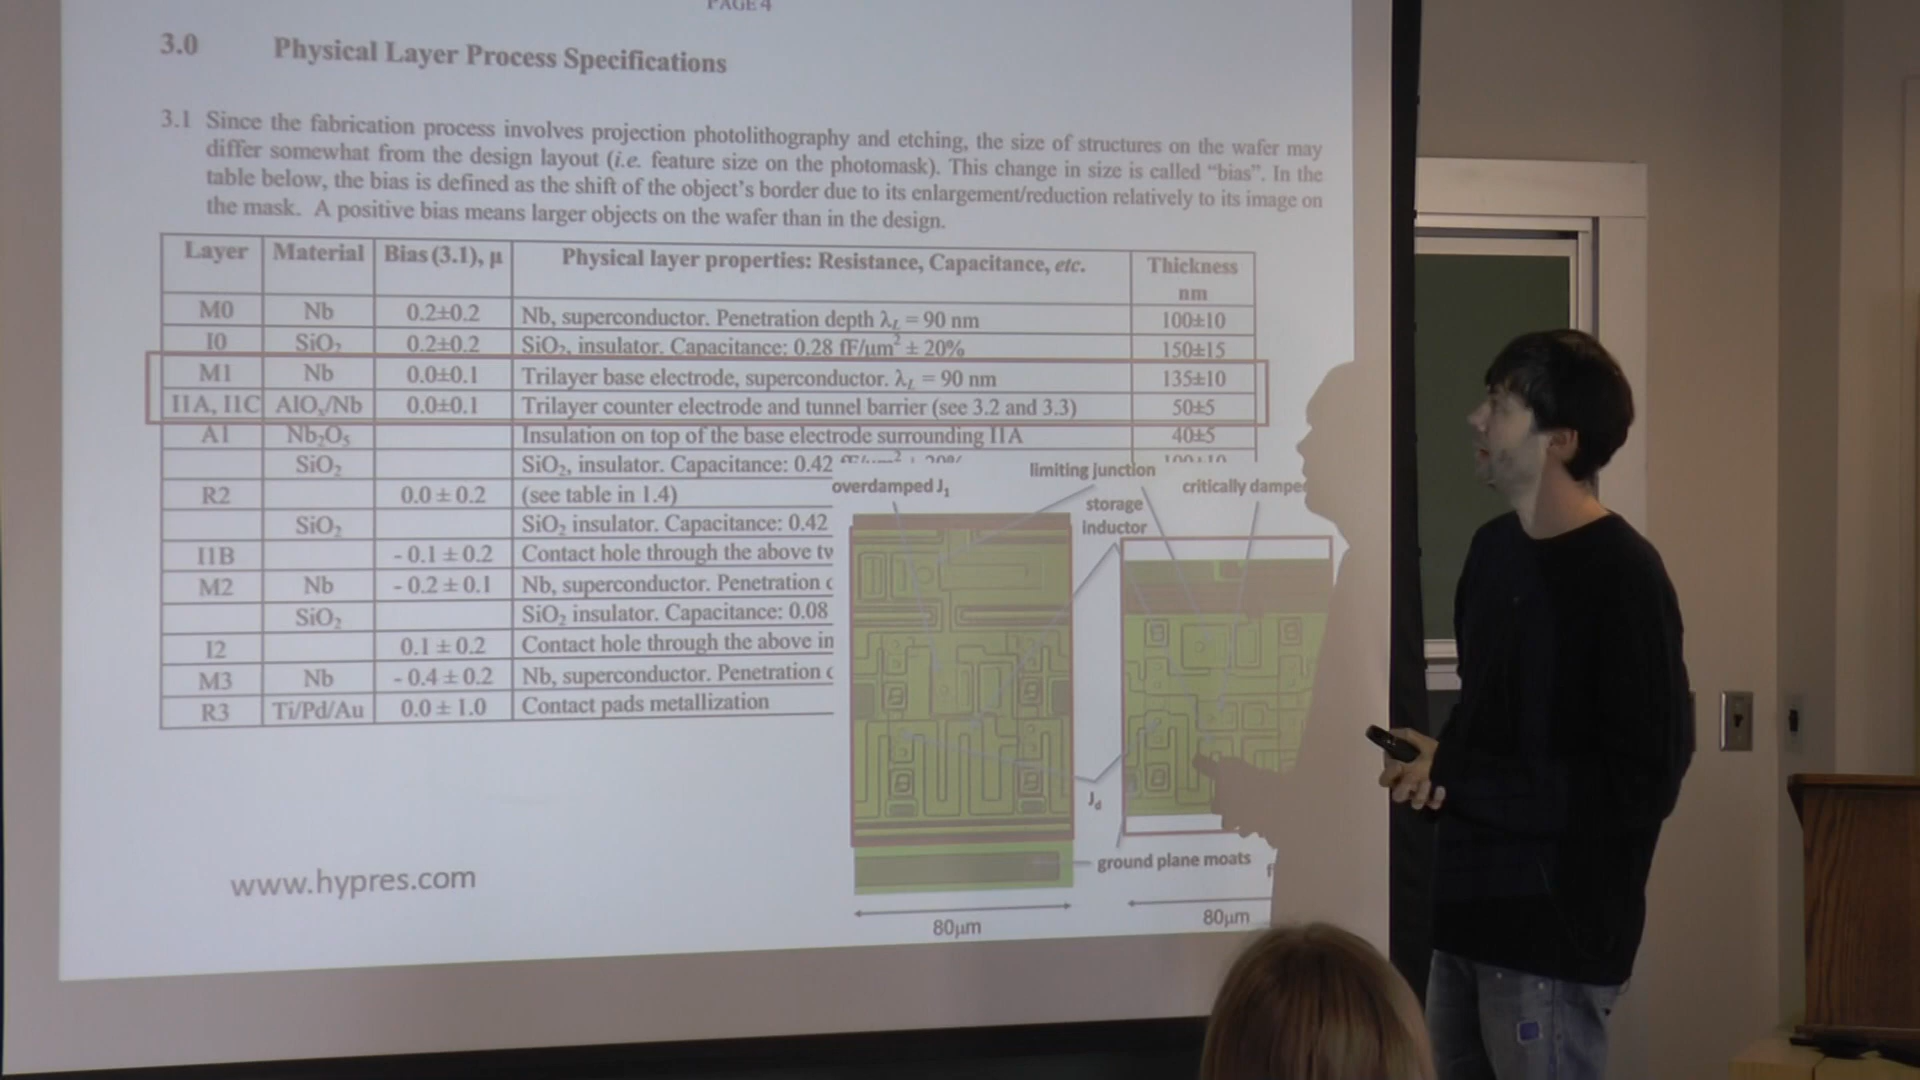 PAGE 4
3.0 Physical Layer Process Specifications
3.1 Since the fabrication process involves projection photolithography and etching, the size of structures on the wafer may
differ somewhat from the design layout (i.e. feature size on the photomask). This change in size is called “bias”. In the
table below, the bias is defined as the shift of the object’s border due to its enlargement/reduction relatively to its image on
the mask. A positive bias means larger objects on the wafer than in the design.
Layer Material Bias (3.1), μ Physical layer properties: Resistance, Capacitance, etc. Thickness
nm
M0 Nb 0.2±0.2 Nb, superconductor. Penetration depth λL = 90 nm 100±10
I0 SiO2 0.2±0.2 SiO2, insulator. Capacitance: 0.28 fF/μm2 ± 20% 150±15
M1 Nb 0.0±0.1 Trilayer base electrode, superconductor. λL = 90 nm 135±10
I1A, I1C AlOx/Nb 0.0±0.1 Trilayer counter electrode and tunnel barrier (see 3.2 and 3.3) 50±5
A1 Nb2O5 Insulation on top of the base electrode surrounding I1A 40±5
SiO2 SiO2, insulator. Capacitance: 0.42
R2 0.0 ± 0.2 (see table in 1.4)
SiO2 SiO2 insulator. Capacitance: 0.42
I1B - 0.1 ± 0.2 Contact hole through the above
M2 Nb - 0.2 ± 0.1 Nb, superconductor. Penetration
SiO2 SiO2 insulator. Capacitance: 0.08
I2 0.1 ± 0.2 Contact hole through the above in
M3 Nb - 0.4 ± 0.2 Nb, superconductor. Penetration
R3 Ti/Pd/Au 0.0 ± 1.0 Contact pads metallization
limiting junction
overdamped J1
critically dampe
storage
inductor
Jd
ground plane moats
80μm
80μm
www.hypres.com